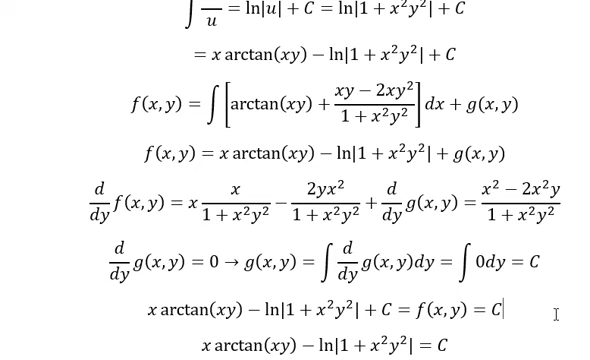 ∫ — / u = ln|u| + C = ln|1 + x²y²| + C
= x arctan(xy) − ln|1 + x²y²| + C
f(x, y) = ∫ [arctan(xy) + (xy − 2xy²)/(1 + x²y²)] dx + g(x, y)
f(x, y) = x arctan(xy) − ln|1 + x²y²| + g(x, y)
d/dy f(x, y) = x x/(1 + x²y²) − 2yx²/(1 + x²y²) + d/dy g(x, y) = (x² − 2x²y)/(1 + x²y²)
d/dy g(x, y) = 0 → g(x, y) = ∫ d/dy g(x, y)dy = ∫ 0dy = C
x arctan(xy) − ln|1 + x²y²| + C = f(x, y) = C
x arctan(xy) − ln|1 + x²y²| = C